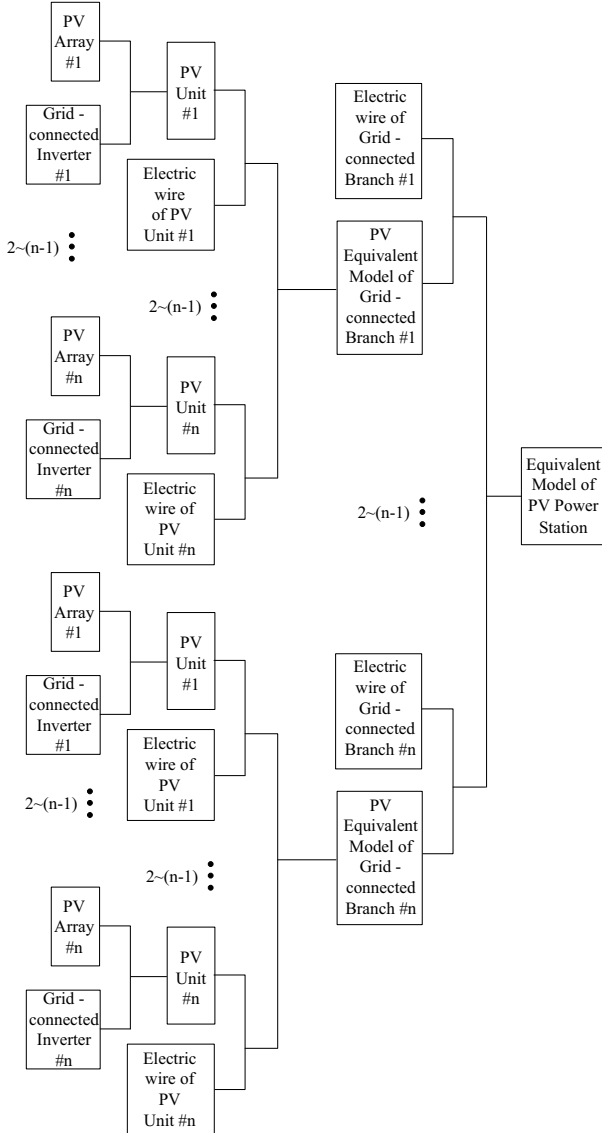 PV
Array
#1
Grid -
connected
Inverter
#1
PV
Unit
#1
Electric
wire
of PV
Unit #1
2~(n-1)
2~(n-1)
PV
Array
#n
Grid -
connected
Inverter
#n
PV
Unit
#n
Electric
wire of
PV
Unit #n
Electric
wire of
Grid -
connected
Branch #1
PV
Equivalent
Model of
Grid -
connected
Branch #1
2~(n-1)
Equivalent
Model of
PV Power
Station
PV
Array
#1
Grid -
connected
Inverter
#1
PV
Unit
#1
Electric
wire of
PV
Unit #1
2~(n-1)
2~(n-1)
PV
Array
#n
Grid -
connected
Inverter
#n
PV
Unit
#n
Electric
wire of
PV
Unit #n
Electric
wire of
Grid -
connected
Branch #n
PV
Equivalent
Model of
Grid -
connected
Branch #n